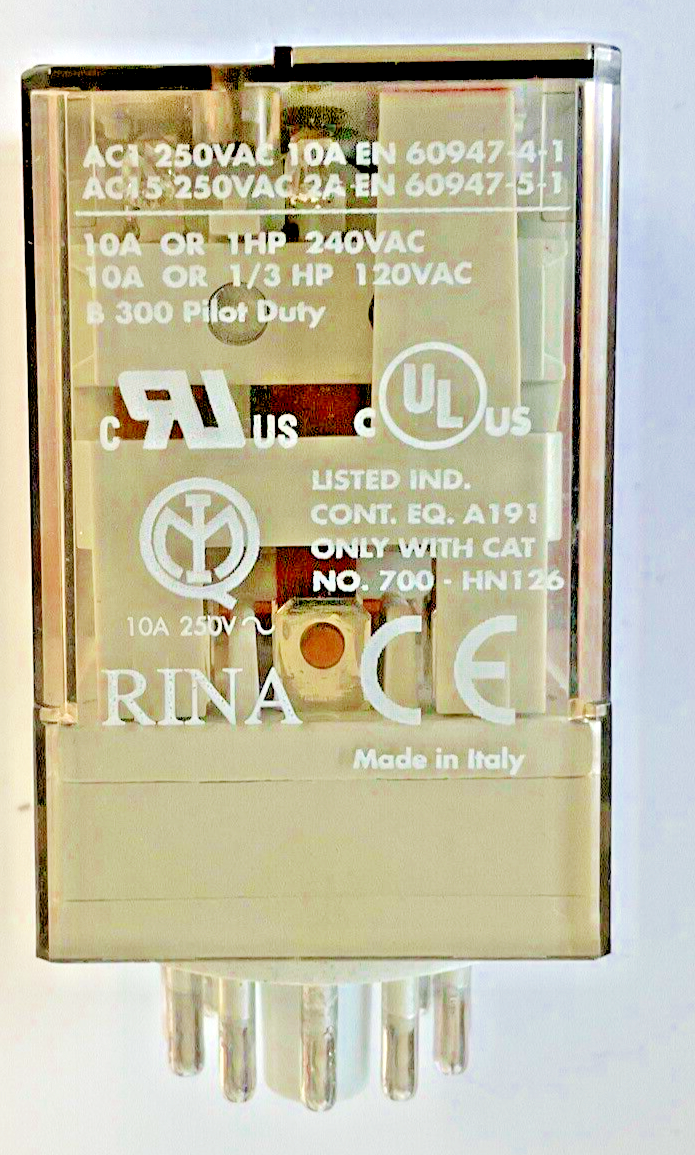 AC1 250VAC 10A EN 60947-4-1
AC15 250VAC 2A EN 60947-5-1
10A OR 1HP 240VAC
10A OR 1/3 HP 120VAC
B 300 Pilot Duty
C RU US C UL US
LISTED IND.
CONT. EQ. A191
ONLY WITH CAT
NO. 700 - HN126
10A 250V ~
RINA CE
Made in Italy